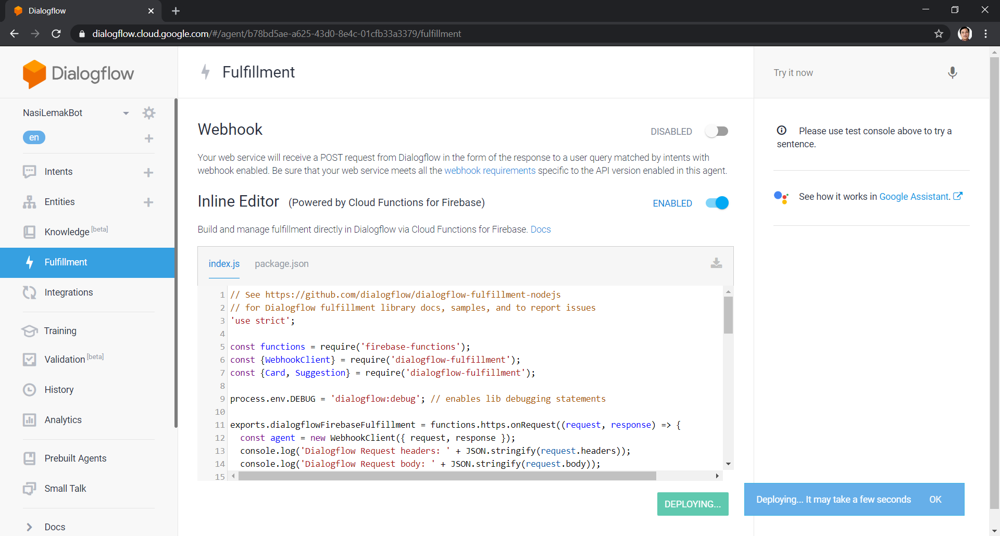 Dialogflow
dialogflow.cloud.google.com/#/agent/b78bd5ae-a625-43d0-8e4c-01cfb33a3379/fulfillment
Dialogflow
NasiLemakBot
en
Intents
Entities
Knowledge [beta]
Fulfillment
Integrations
Training
Validation [beta]
History
Analytics
Prebuilt Agents
Small Talk
Docs
Fulfillment
Webhook
DISABLED
Your web service will receive a POST request from Dialogflow in the form of the response to a user query matched by intents with
webhook enabled. Be sure that your web service meets all the webhook requirements specific to the API version enabled in this agent.
Inline Editor (Powered by Cloud Functions for Firebase)
ENABLED
Build and manage fulfillment directly in Dialogflow via Cloud Functions for Firebase. Docs
index.js package.json
1 // See https://github.com/dialogflow/dialogflow-fulfillment-nodejs
2 // for Dialogflow fulfillment library docs, samples, and to report issues
3 'use strict';
4
5 const functions = require('firebase-functions');
6 const {WebhookClient} = require('dialogflow-fulfillment');
7 const {Card, Suggestion} = require('dialogflow-fulfillment');
8
9 process.env.DEBUG = 'dialogflow:debug'; // enables lib debugging statements
10
11 exports.dialogflowFirebaseFulfillment = functions.https.onRequest((request, response) => {
12   const agent = new WebhookClient({ request, response });
13   console.log('Dialogflow Request headers: ' + JSON.stringify(request.headers));
14   console.log('Dialogflow Request body: ' + JSON.stringify(request.body));
15
DEPLOYING...
Try it now
Please use test console above to try a
sentence.
See how it works in Google Assistant.
Deploying... It may take a few seconds OK